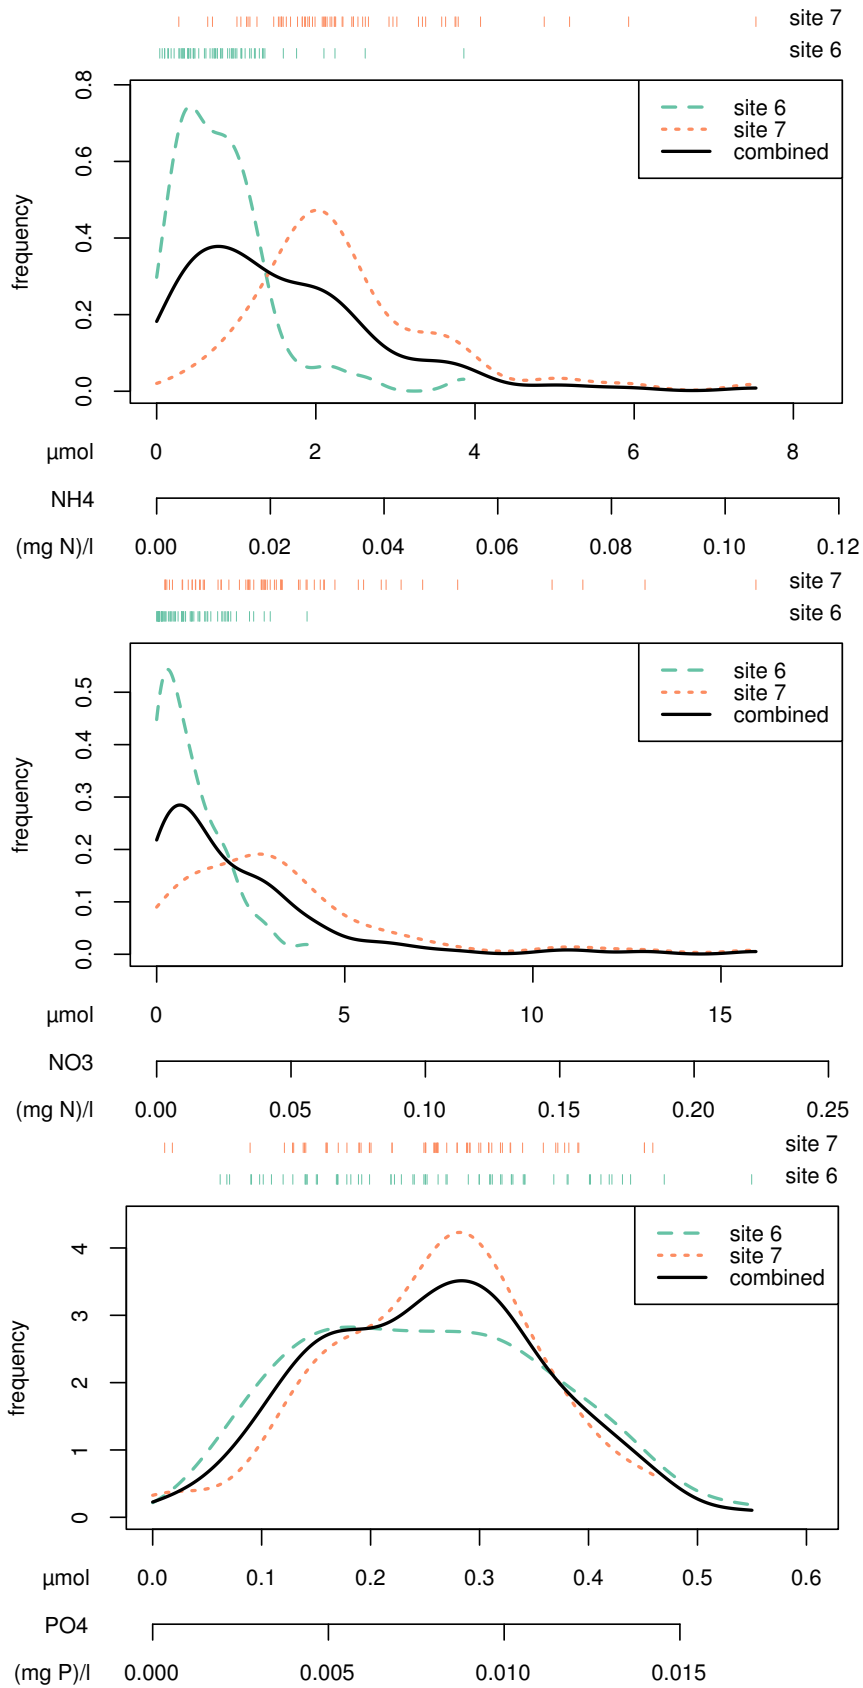 site 7
site 6
0.8
0.6
0.4
0.2
0.0
frequency
site 6
site 7
combined
µmol 0 2 4 6 8
NH4
(mg N)/l 0.00 0.02 0.04 0.06 0.08 0.10 0.12
site 7
site 6
0.5
0.4
0.3
0.2
0.1
0.0
frequency
site 6
site 7
combined
µmol 0 5 10 15
NO3
(mg N)/l 0.00 0.05 0.10 0.15 0.20 0.25
site 7
site 6
4
3
2
1
0
frequency
site 6
site 7
combined
µmol 0.0 0.1 0.2 0.3 0.4 0.5 0.6
PO4
(mg P)/l 0.000 0.005 0.010 0.015